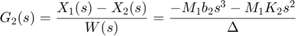 $$G_2(s) = \frac{X_1(s) - X_2(s)}{W(s)} = \frac{-M_1 b_2 s^3 - M_1 K_2 s^2}{\Delta}$$